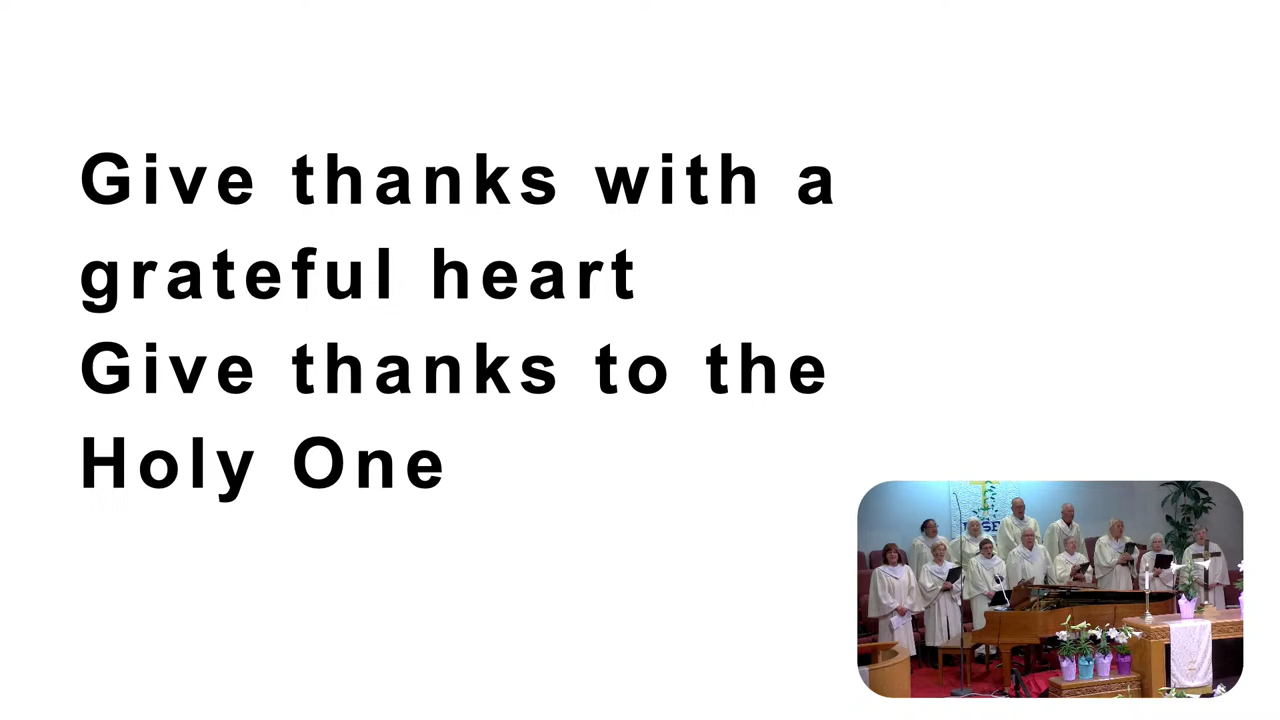 Give thanks with a
grateful heart
Give thanks to the
Holy One